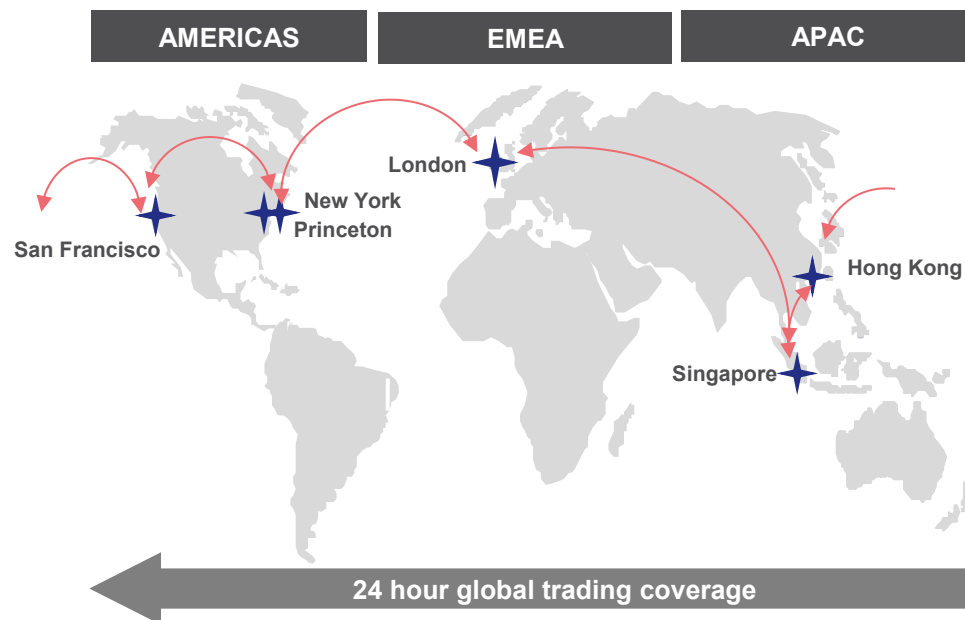 AMERICAS
EMEA
APAC
London
New York
Princeton
San Francisco
Hong Kong
Singapore
24 hour global trading coverage